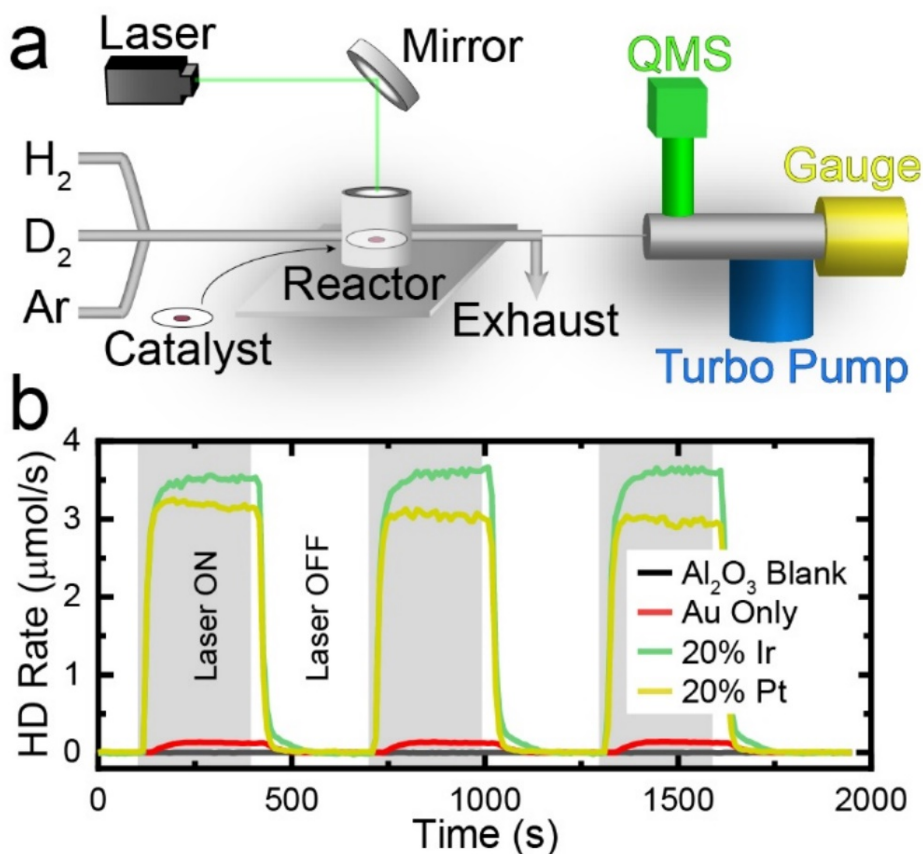 a
Laser
Mirror
QMS
Gauge
H₂
D₂
Ar
Reactor
Catalyst
Exhaust
Turbo Pump
b
HD Rate (μmol/s)
4
3
2
1
0
Laser ON
Laser OFF
Al₂O₃ Blank
Au Only
20% Ir
20% Pt
0 500 1000 1500 2000
Time (s)